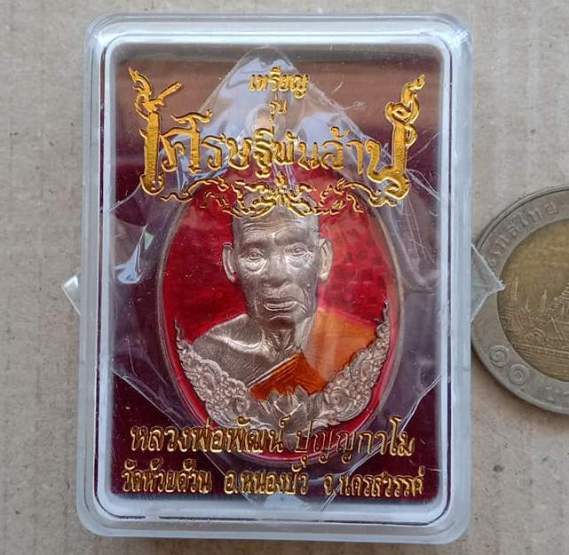 เหรียญ
รุ่น
เศรษฐีพันล้าน
หลวงพ่อพัฒน์ ปุญญกาโม
วัดห้วยด้วน อ.หนองบัว จ.นครสวรรค์
๑๐